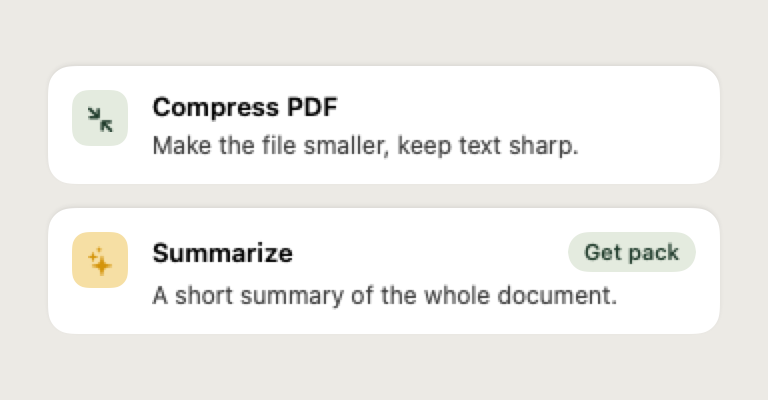 Compress PDF
Make the file smaller, keep text sharp.
Summarize
Get pack
A short summary of the whole document.